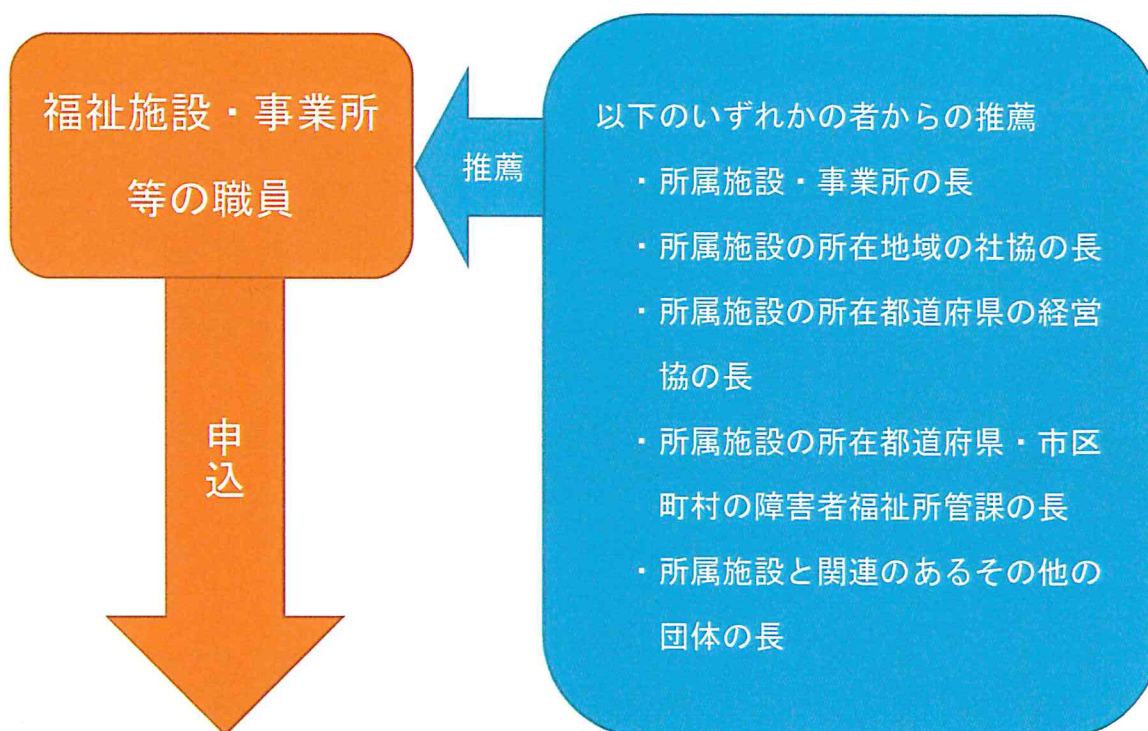 福祉施設・事業所
等の職員
推薦
以下のいずれかの者からの推薦
・所属施設・事業所の長
・所属施設の所在地域の社協の長
・所属施設の所在都道府県の経営
協の長
・所属施設の所在都道府県・市区
町村の障害者福祉所管課の長
・所属施設と関連のあるその他の
団体の長
申込